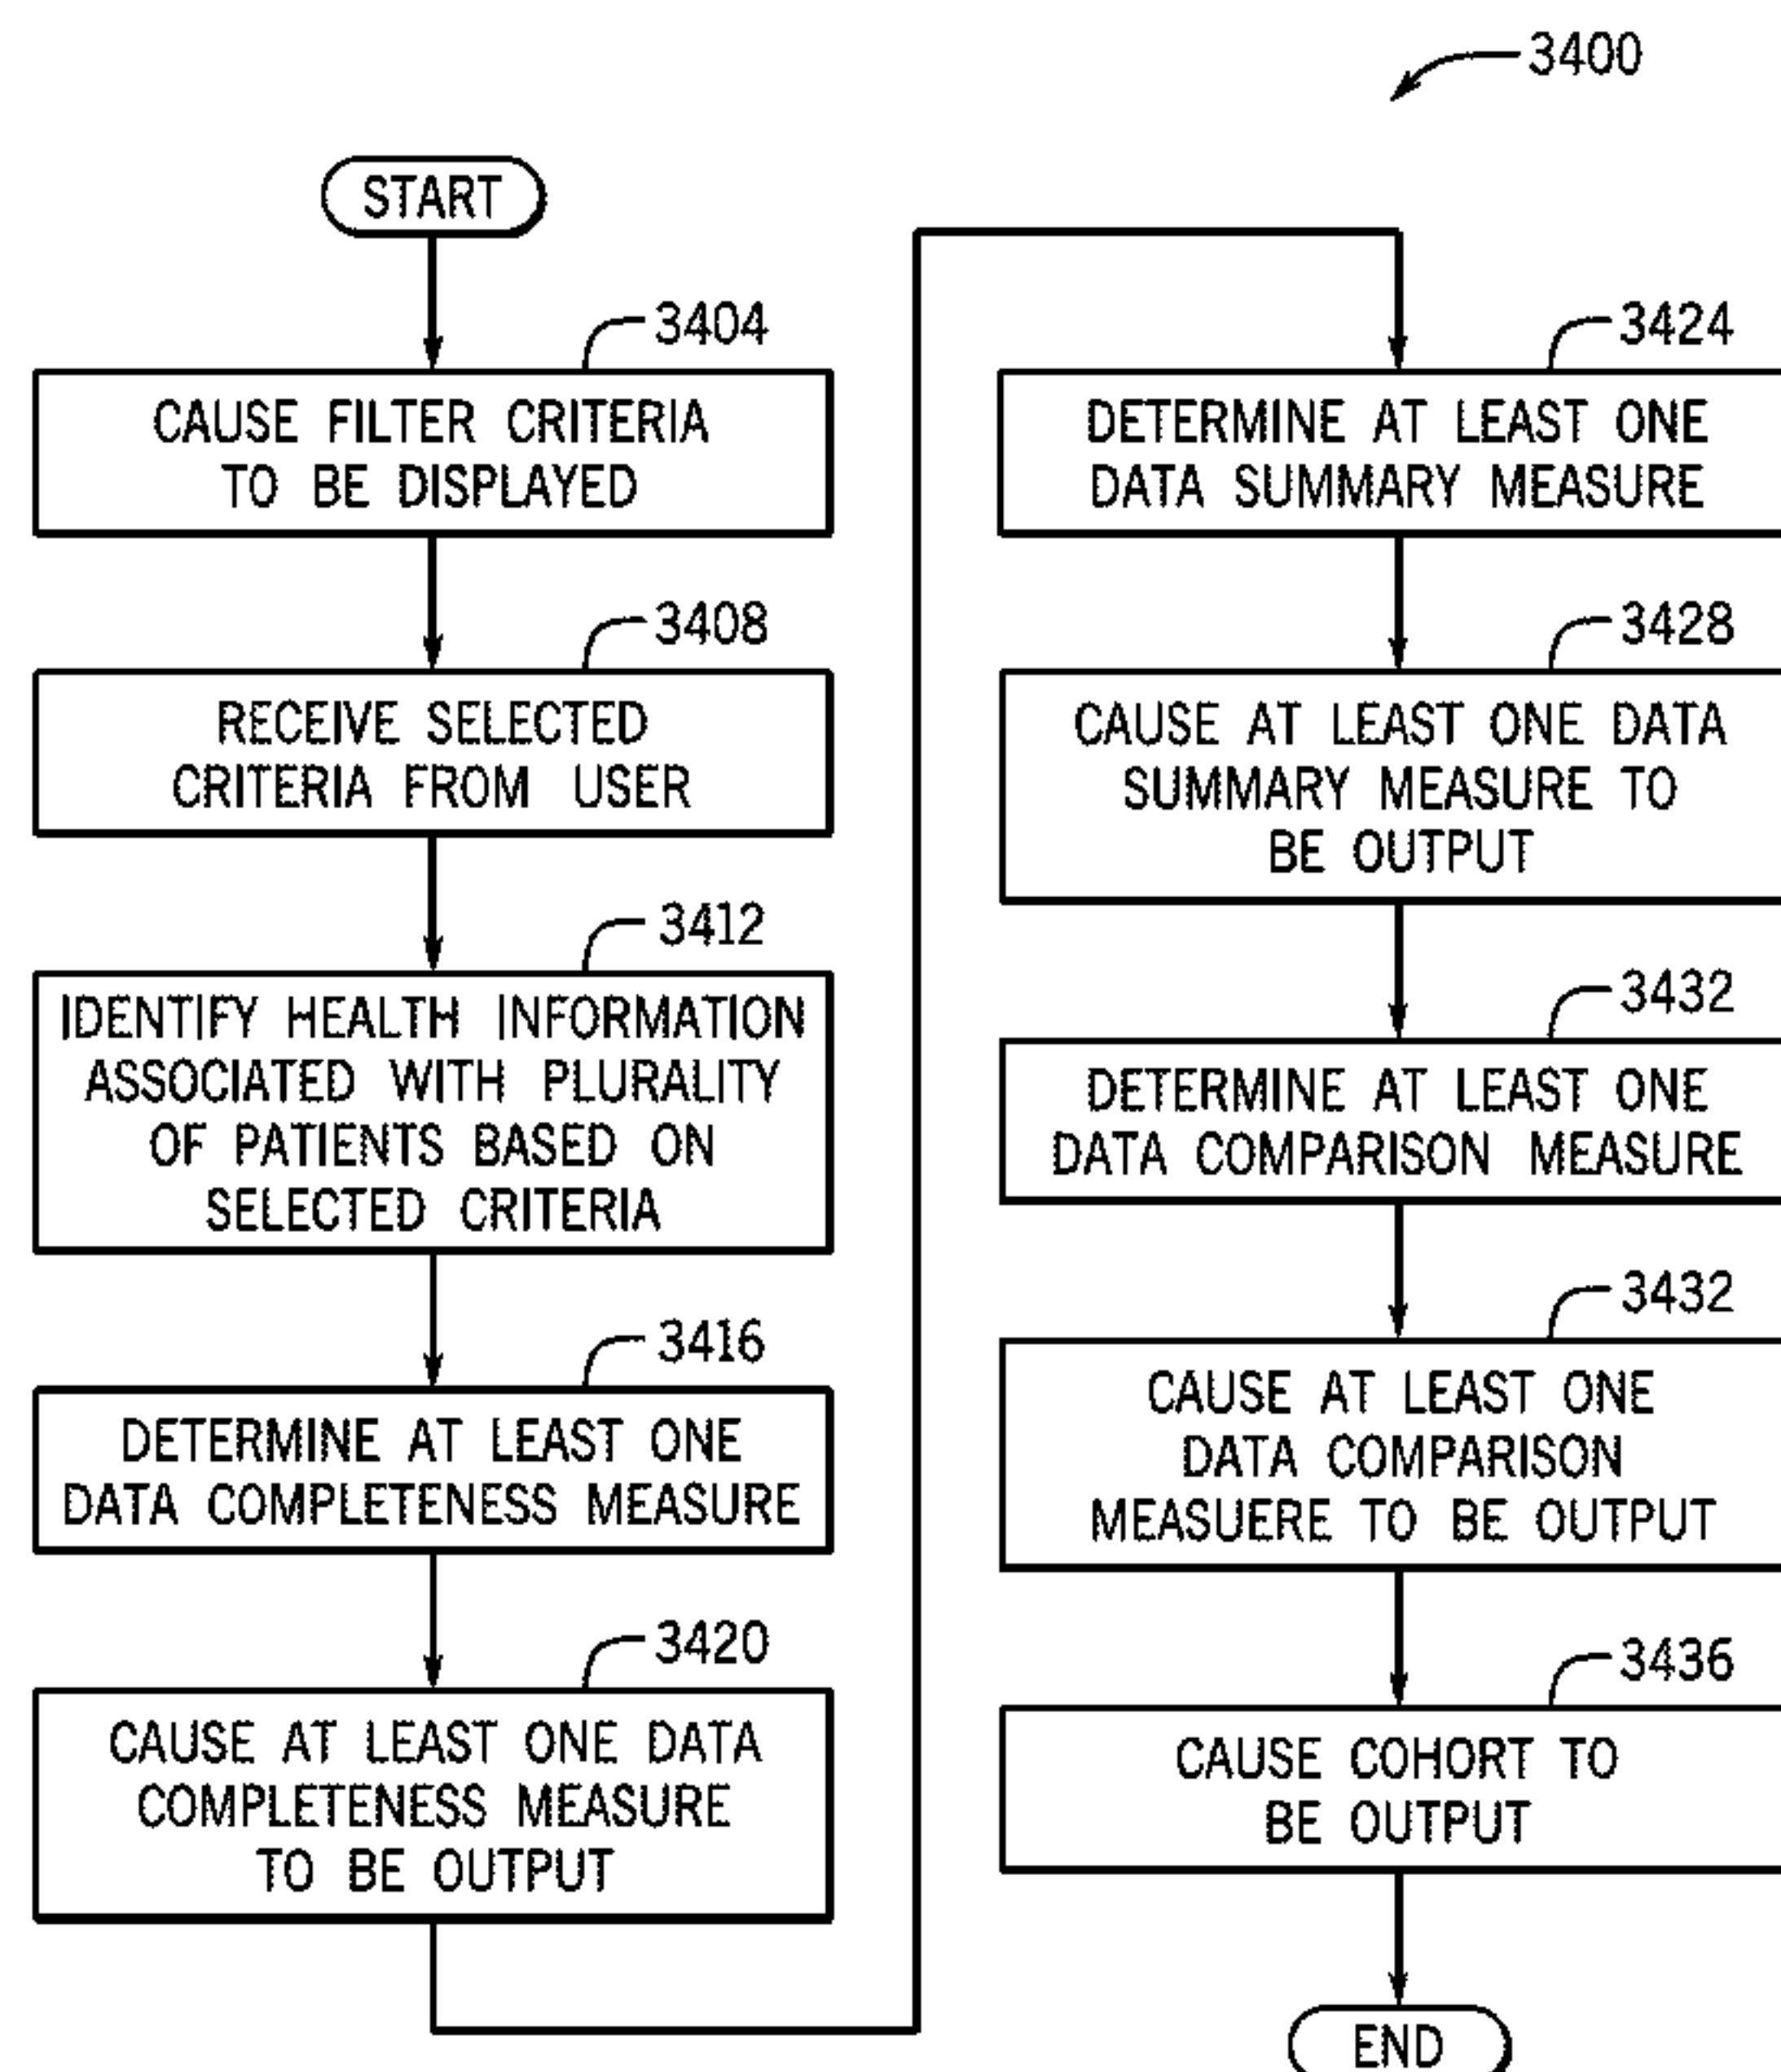 3400
START
3404
CAUSE FILTER CRITERIA
TO BE DISPLAYED
3408
RECEIVE SELECTED
CRITERIA FROM USER
3412
IDENTIFY HEALTH INFORMATION
ASSOCIATED WITH PLURALITY
OF PATIENTS BASED ON
SELECTED CRITERIA
3416
DETERMINE AT LEAST ONE
DATA COMPLETENESS MEASURE
3420
CAUSE AT LEAST ONE DATA
COMPLETENESS MEASURE
TO BE OUTPUT
3424
DETERMINE AT LEAST ONE
DATA SUMMARY MEASURE
3428
CAUSE AT LEAST ONE DATA
SUMMARY MEASURE TO
BE OUTPUT
3432
DETERMINE AT LEAST ONE
DATA COMPARISON MEASURE
3432
CAUSE AT LEAST ONE
DATA COMPARISON
MEASUERE TO BE OUTPUT
3436
CAUSE COHORT TO
BE OUTPUT
END